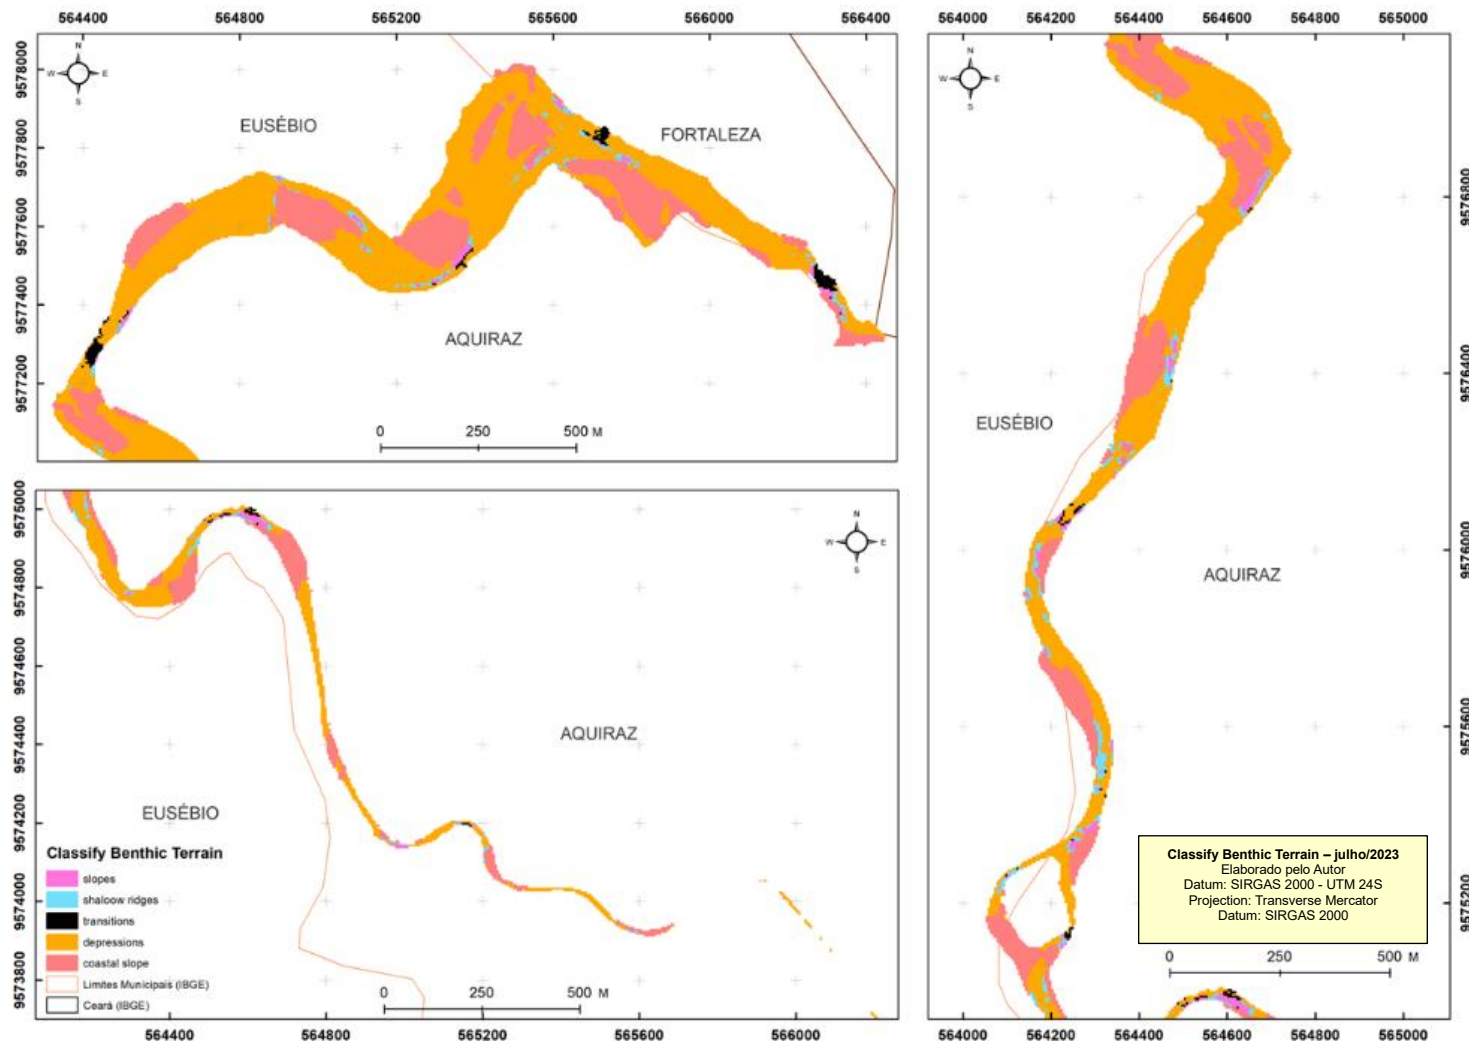 564400 564800 565200 565600 566000 566400
9578000
9577800
9577600
9577400
9577200
N
W E
S
EUSÉBIO
FORTALEZA
AQUIRAZ
0 250 500 M
9575000
9574800
9574600
9574400
9574200
9574000
9573800
N
W E
S
AQUIRAZ
EUSÉBIO
Classify Benthic Terrain
slopes
shaloow ridges
transitions
depressions
coastal slope
Limites Municipais (IBGE)
Ceará (IBGE)
0 250 500 M
564400 564800 565200 565600 566000
564000 564200 564400 564600 564800 565000
N
W E
S
9576800
9576400
9576000
9575600
9575200
EUSÉBIO
AQUIRAZ
Classify Benthic Terrain – julho/2023
Elaborado pelo Autor
Datum: SIRGAS 2000 - UTM 24S
Projection: Transverse Mercator
Datum: SIRGAS 2000
0 250 500 M
564000 564200 564400 564600 564800 565000